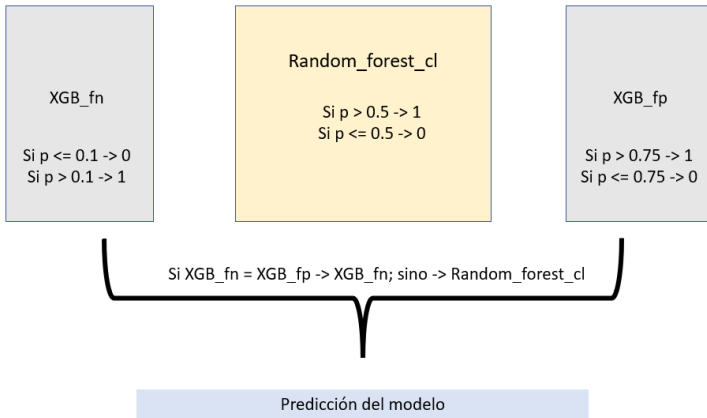 XGB_fn
Si p <= 0.1 -> 0
Si p > 0.1 -> 1
Random_forest_cl
Si p > 0.5 -> 1
Si p <= 0.5 -> 0
XGB_fp
Si p > 0.75 -> 1
Si p <= 0.75 -> 0
Si XGB_fn = XGB_fp -> XGB_fn; sino -> Random_forest_cl
Predicción del modelo